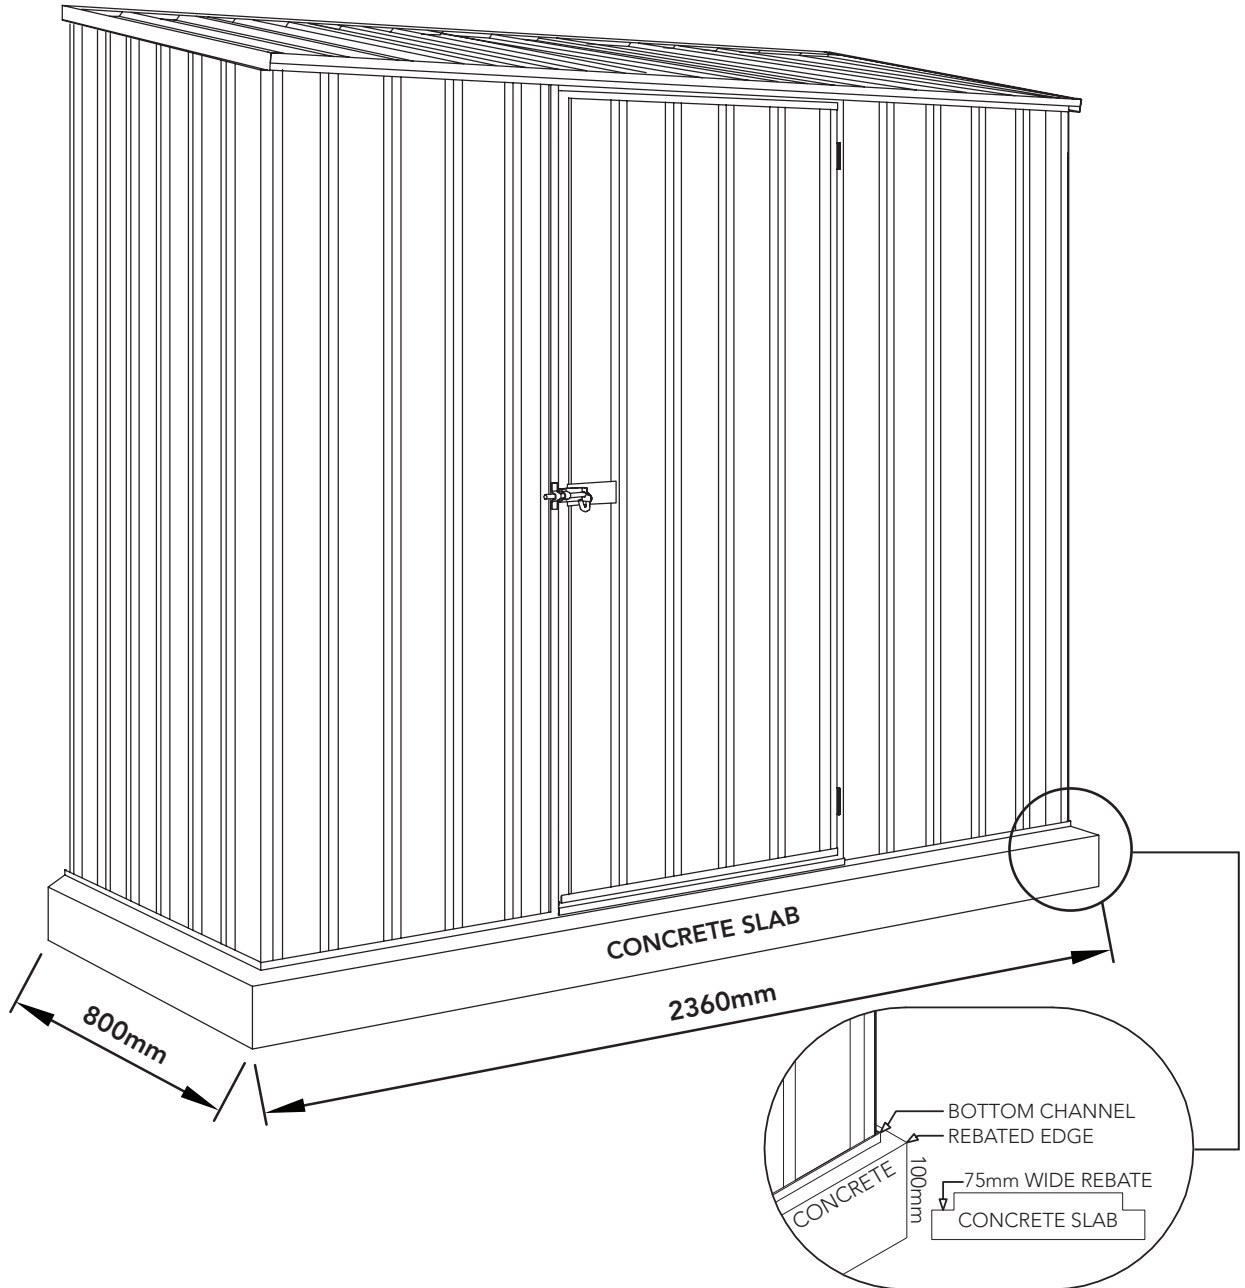 CONCRETE SLAB
2360mm
800mm
BOTTOM CHANNEL
REBATED EDGE
100mm
CONCRETE
75mm WIDE REBATE
CONCRETE SLAB